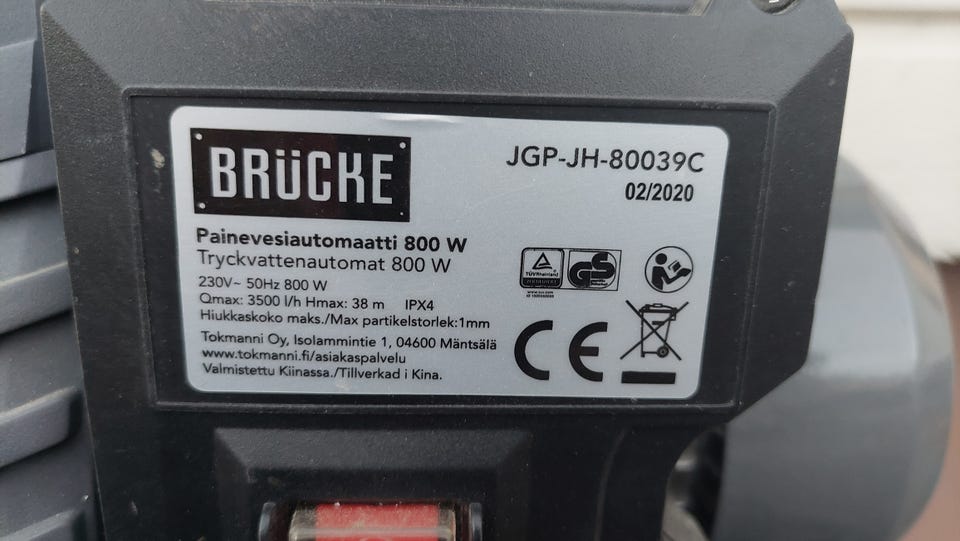 BRÜCKE
JGP-JH-80039C
02/2020
Painevesiautomaatti 800 W
Tryckvattenautomat 800 W
230V~ 50Hz 800 W
Qmax: 3500 l/h Hmax: 38 m IPX4
Hiukkaskoko maks./Max partikelstorlek:1mm
Tokmanni Oy, Isolammintie 1, 04600 Mäntsälä
www.tokmanni.fi/asiakaspalvelu
Valmistettu Kiinassa./Tillverkad i Kina.
TÜVRheinland
GS
CE